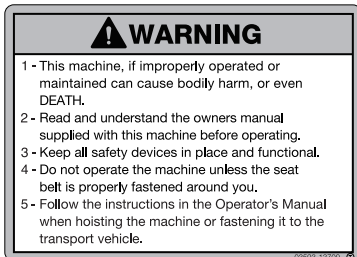 WARNING
1 - This machine, if improperly operated or
maintained can cause bodily harm, or even
DEATH.
2 - Read and understand the owners manual
supplied with this machine before operating.
3 - Keep all safety devices in place and functional.
4 - Do not operate the machine unless the seat
belt is properly fastened around you.
5 - Follow the instructions in the Operator's Manual
when hoisting the machine or fastening it to the
transport vehicle.